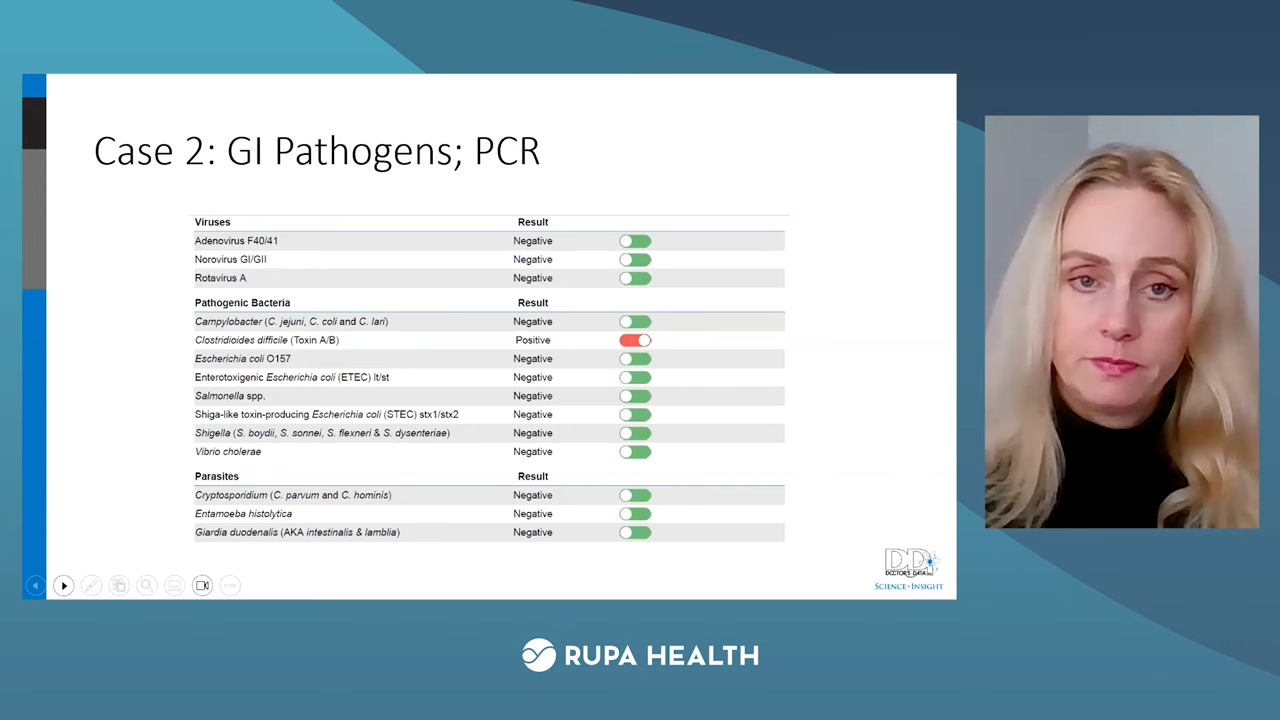 Case 2: GI Pathogens; PCR
Viruses Result
Adenovirus F40/41 Negative
Norovirus GI/GII Negative
Rotavirus A Negative
Pathogenic Bacteria Result
Campylobacter (C. jejuni, C. coli and C. lari) Negative
Clostridioides difficile (Toxin A/B) Positive
Escherichia coli O157 Negative
Enterotoxigenic Escherichia coli (ETEC) lt/st Negative
Salmonella spp. Negative
Shiga-like toxin-producing Escherichia coli (STEC) stx1/stx2 Negative
Shigella (S. boydii, S. sonnei, S. flexneri & S. dysenteriae) Negative
Vibrio cholerae Negative
Parasites Result
Cryptosporidium (C. parvum and C. hominis) Negative
Entamoeba histolytica Negative
Giardia duodenalis (AKA intestinalis & lamblia) Negative
DD
DOCTOR'S DATA
SCIENCE + INSIGHT
RUPA HEALTH